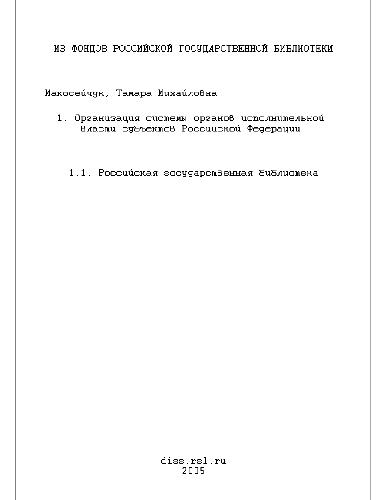 ИЗ ФОНДОВ РОССИЙСКОЙ ГОСУДАРСТВЕННОЙ БИБЛИОТЕКИ
Макосейчук, Тамара Михайловна
1. Организация системы органов исполнительной
власти субъектов Российской Федерации
1.1. Российская государственная библиотека
diss.rsl.ru
2005